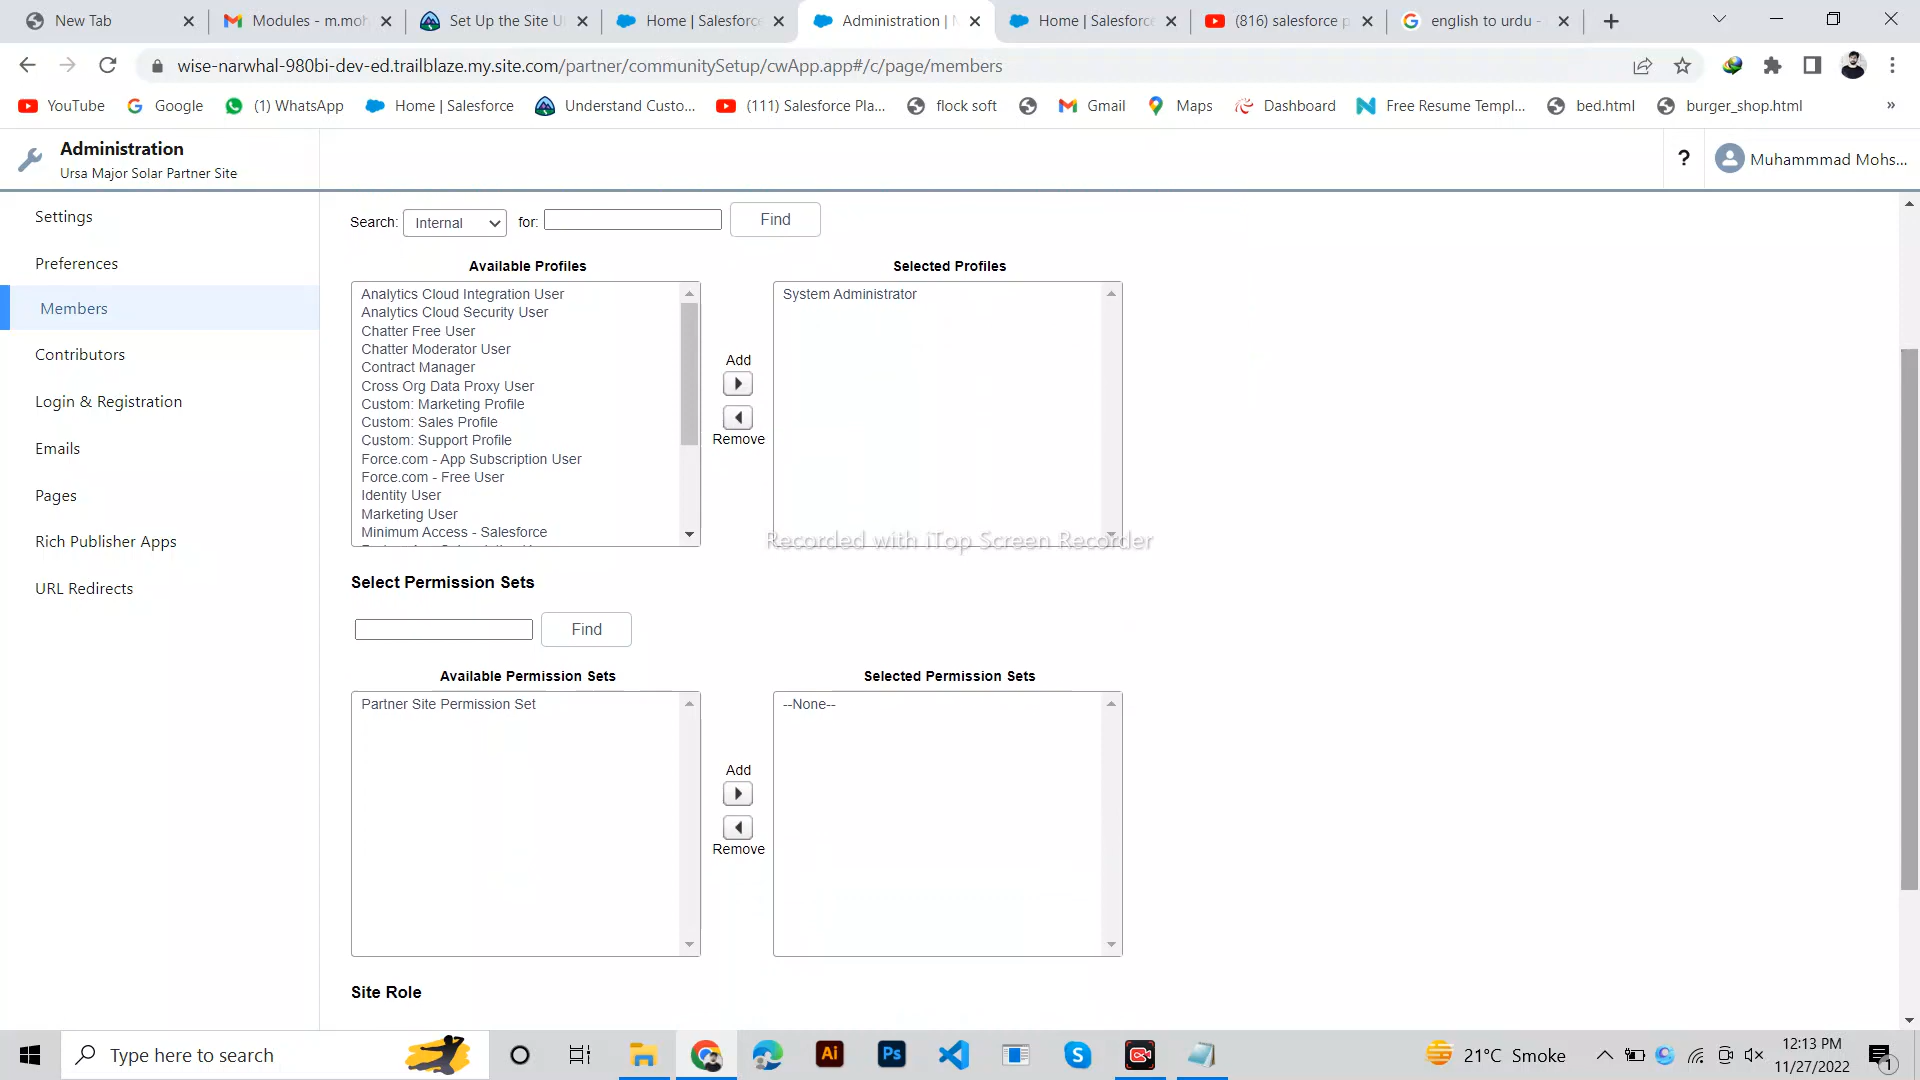 New Tab
Modules - m.moh
Set Up the Site U
Home | Salesforce
Administration |
Home | Salesforce
(816) salesforce p
english to urdu -
wise-narwhal-980bi-dev-ed.trailblaze.my.site.com/partner/communitySetup/cwApp.app#/c/page/members
YouTube
Google
(1) WhatsApp
Home | Salesforce
Understand Custo...
(111) Salesforce Pla...
flock soft
Gmail
Maps
Dashboard
Free Resume Templ...
bed.html
burger_shop.html
»
Administration
Ursa Major Solar Partner Site
?
Muhammmad Mohs...
Settings
Preferences
Members
Contributors
Login & Registration
Emails
Pages
Rich Publisher Apps
URL Redirects
Search: Internal for: Find
Available Profiles
Analytics Cloud Integration User
Analytics Cloud Security User
Chatter Free User
Chatter Moderator User
Contract Manager
Cross Org Data Proxy User
Custom: Marketing Profile
Custom: Sales Profile
Custom: Support Profile
Force.com - App Subscription User
Force.com - Free User
Identity User
Marketing User
Minimum Access - Salesforce
Add
Remove
Selected Profiles
System Administrator
Recorded with iTop Screen Recorder
Select Permission Sets
Find
Available Permission Sets
Partner Site Permission Set
Add
Remove
Selected Permission Sets
--None--
Site Role
Type here to search
Ai
Ps
21°C Smoke
12:13 PM
11/27/2022
1